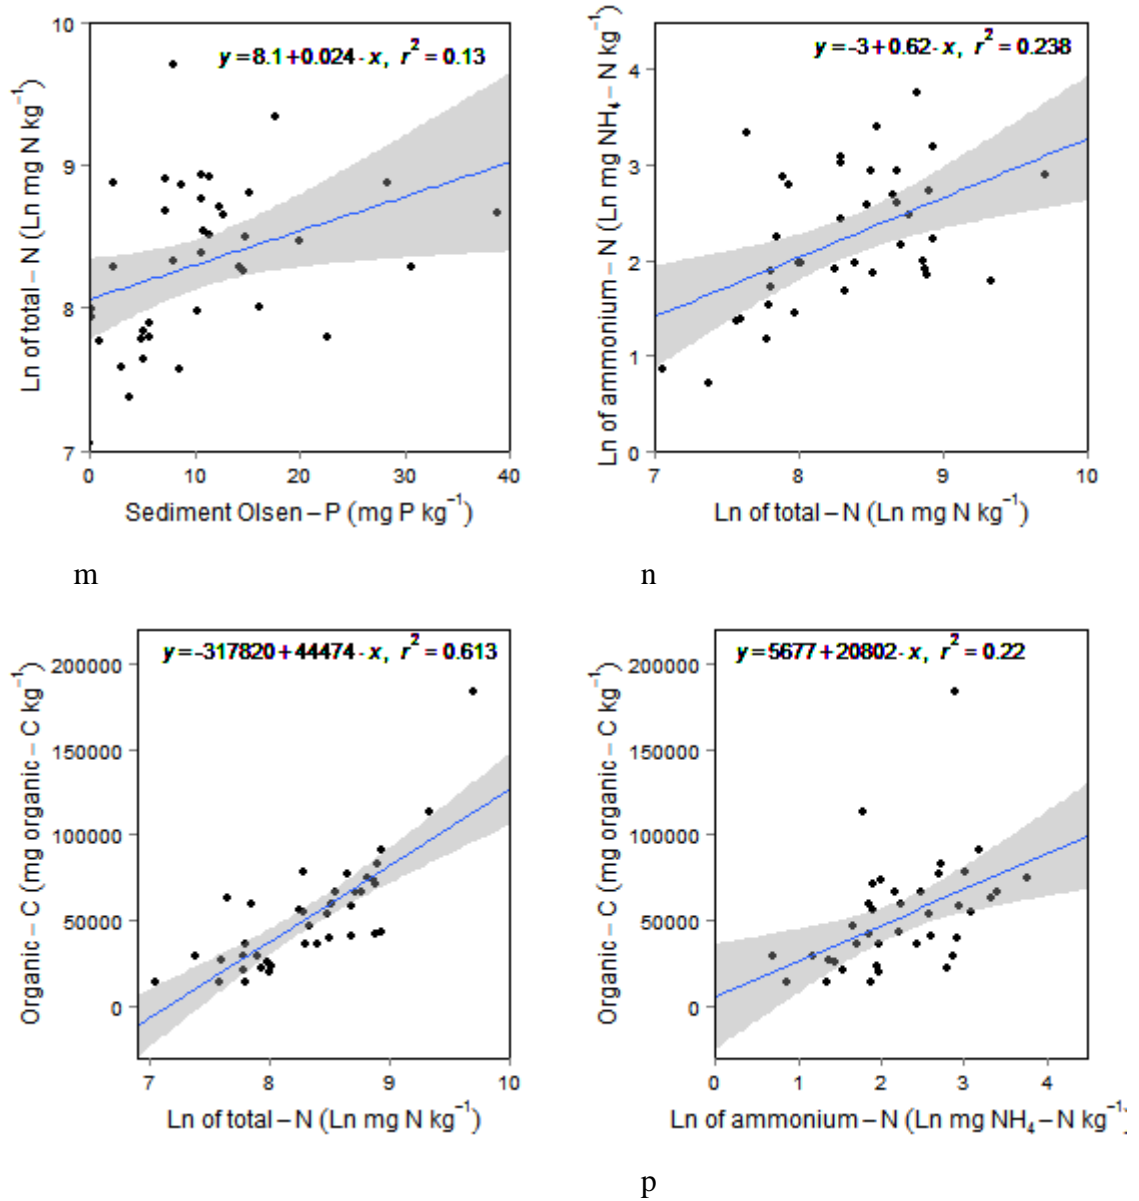 y = 8.1 + 0.024 · x, r² = 0.13
10
9
8
7
0 10 20 30 40
Ln of total – N (Ln mg N kg⁻¹)
Sediment Olsen – P (mg P kg⁻¹)
y = -3 + 0.62 · x, r² = 0.238
4
3
2
1
0
7 8 9 10
Ln of ammonium – N (Ln mg NH₄ – N kg⁻¹)
Ln of total – N (Ln mg N kg⁻¹)
m
n
y = -317820 + 44474 · x, r² = 0.613
200000
150000
100000
50000
0
7 8 9 10
Organic – C (mg organic – C kg⁻¹)
Ln of total – N (Ln mg N kg⁻¹)
y = 5677 + 20802 · x, r² = 0.22
200000
150000
100000
50000
0
0 1 2 3 4
Organic – C (mg organic – C kg⁻¹)
Ln of ammonium – N (Ln mg NH₄ – N kg⁻¹)
p